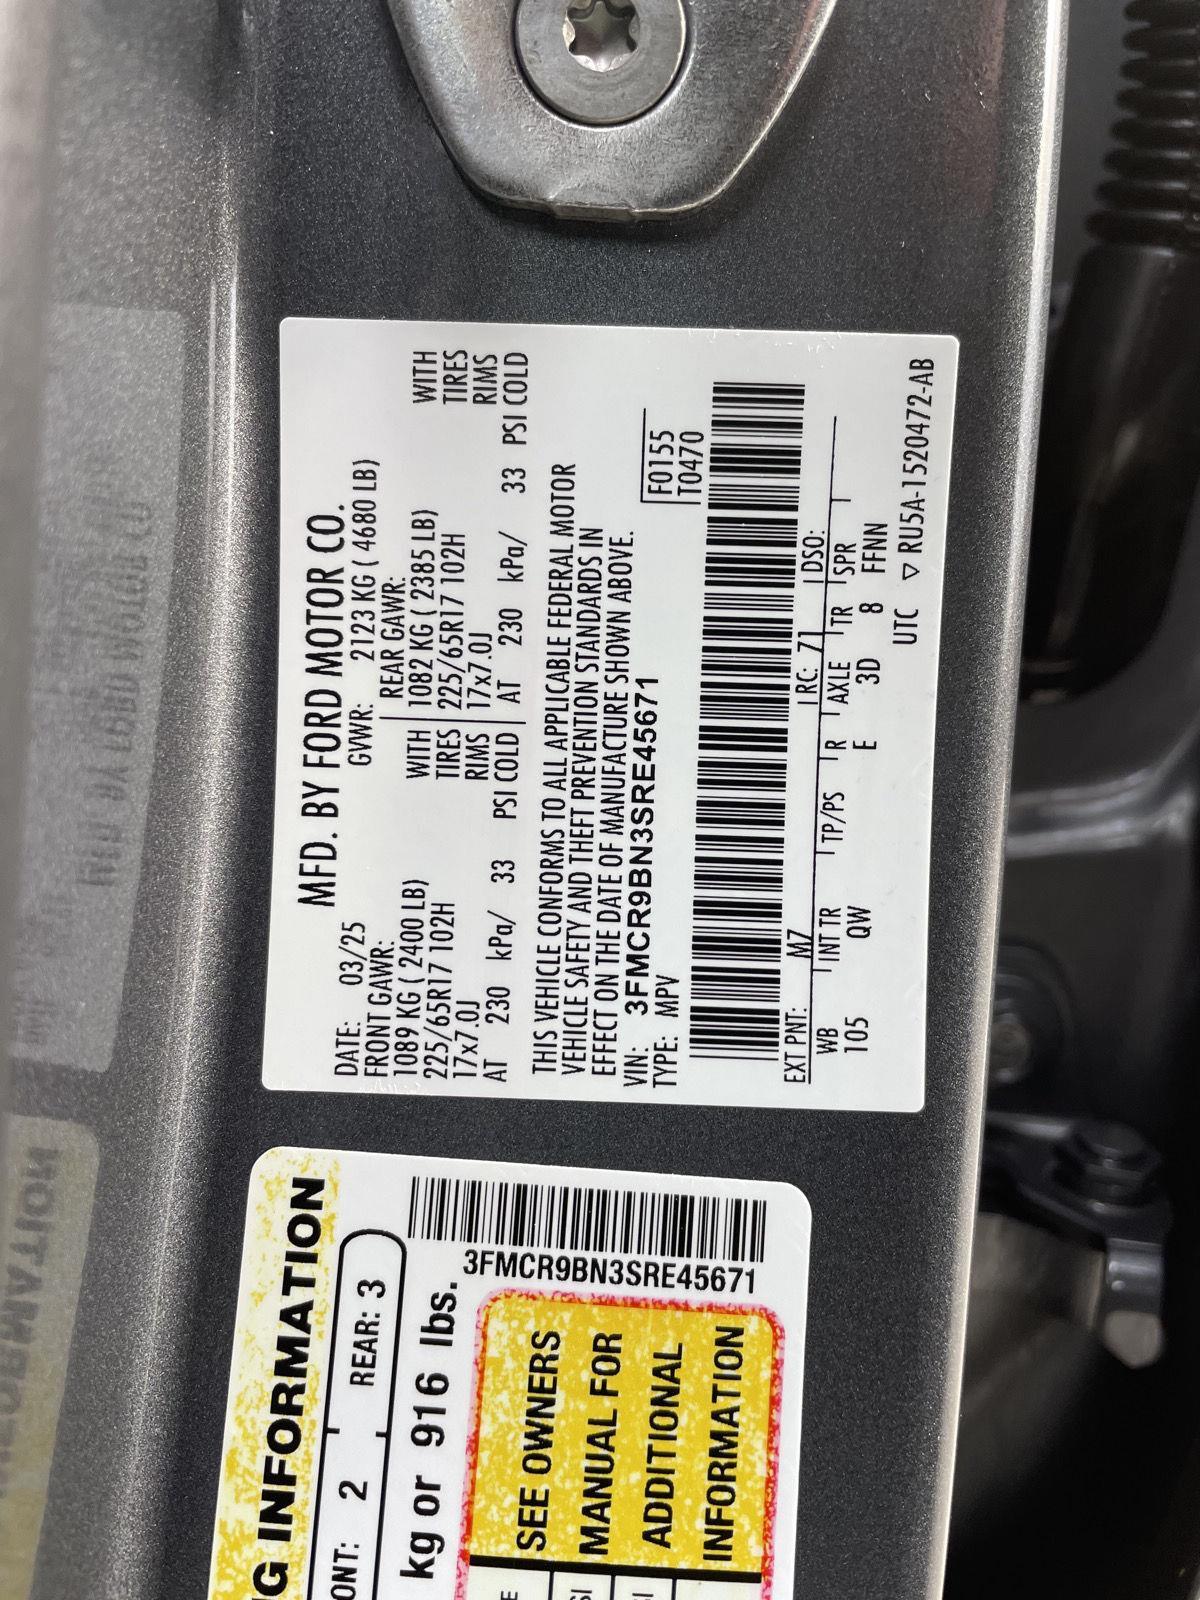 MFD. BY FORD MOTOR CO.
DATE: 03/25 GVWR: 2123 KG ( 4680 LB)
FRONT GAWR: REAR GAWR:
1089 KG ( 2400 LB) WITH 1082 KG ( 2385 LB) WITH
225/65R17 102H TIRES 225/65R17 102H TIRES
17x7.0J RIMS 17x7.0J RIMS
AT 230 kPa/ 33 PSI COLD AT 230 kPa/ 33 PSI COLD
THIS VEHICLE CONFORMS TO ALL APPLICABLE FEDERAL MOTOR
VEHICLE SAFETY AND THEFT PREVENTION STANDARDS IN
EFFECT ON THE DATE OF MANUFACTURE SHOWN ABOVE.
VIN: 3FMCR9BN3SRE45671 F0155
TYPE: MPV T0470
EXT PNT: M7 RC: 71 DSO:
WB INT TR TP/PS R AXLE TR SPR
105 QW E 3D 8 FFNN
UTC ▽ RU5A-1520472-AB
G INFORMATION
ONT: 2 REAR: 3
kg or 916 lbs.
3FMCR9BN3SRE45671
SEE OWNERS
MANUAL FOR
ADDITIONAL
INFORMATION